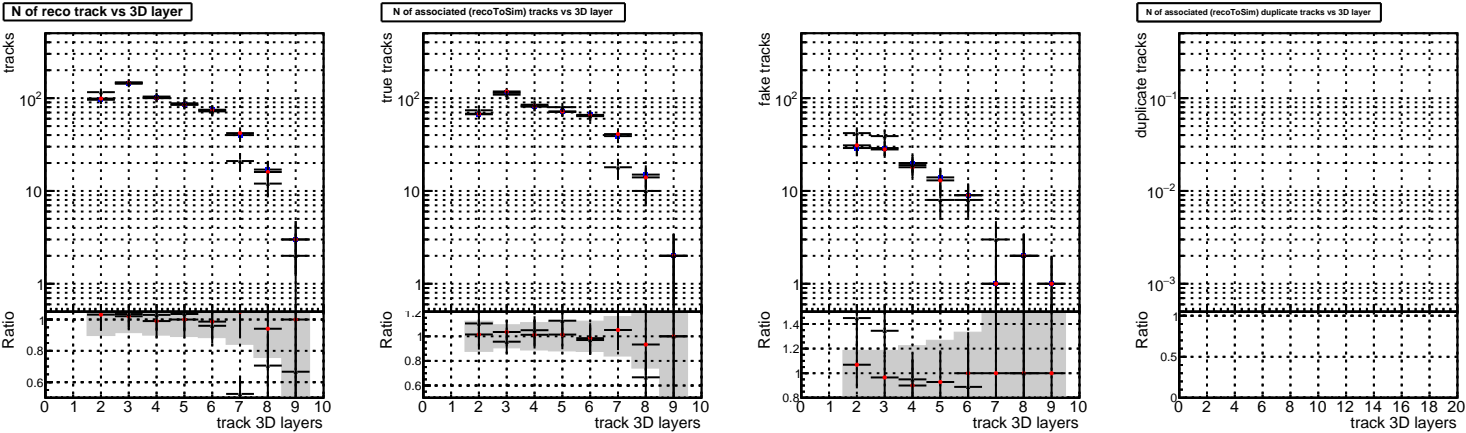 N of reco track vs 3D layer
tracks
10²
10
1
Ratio
1
0.8
0.6
0 1 2 3 4 5 6 7 8 9 10
track 3D layers
N of associated (recoToSim) tracks vs 3D layer
true tracks
10²
10
1
Ratio
1.2
1
0.8
0.6
0 1 2 3 4 5 6 7 8 9 10
track 3D layers
fake tracks
10²
10
1
Ratio
1.4
1.2
1
0.8
0 1 2 3 4 5 6 7 8 9 10
track 3D layers
N of associated (recoToSim) duplicate tracks vs 3D layer
duplicate tracks
10⁻¹
10⁻²
10⁻³
Ratio
1
0.5
0
0 2 4 6 8 10 12 14 16 18 20
track 3D layers